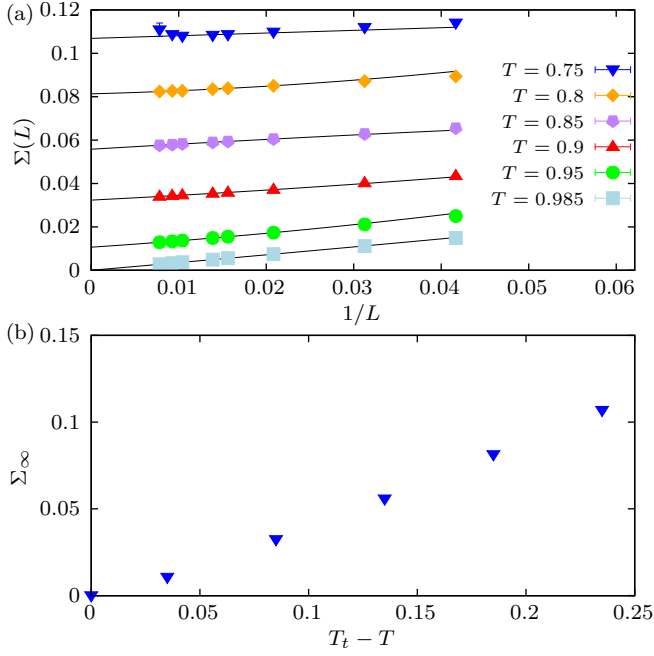 (a)
0.12
0.1
0.08
0.06
0.04
0.02
0
Σ(L)
0 0.01 0.02 0.03 0.04 0.05 0.06
1/L
T = 0.75
T = 0.8
T = 0.85
T = 0.9
T = 0.95
T = 0.985
(b)
0.15
0.1
0.05
0
Σ∞
0 0.05 0.1 0.15 0.2 0.25
Tₜ − T